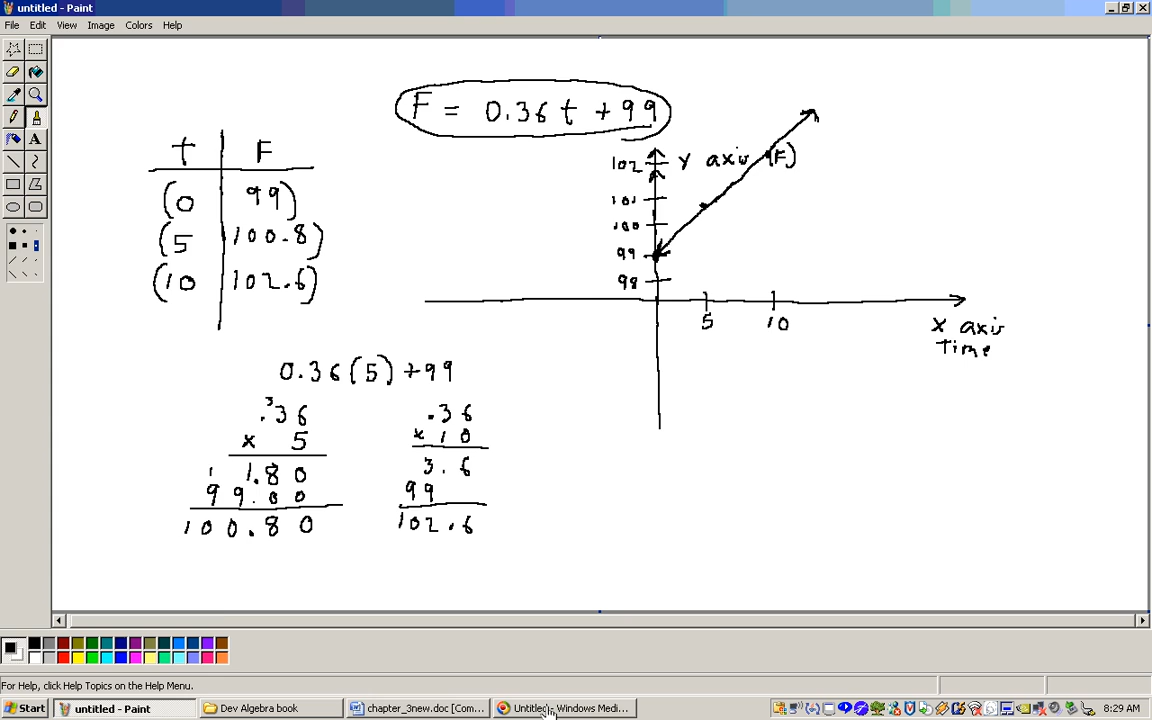 untitled - Paint
File Edit View Image Colors Help
F = 0.36 t + 99
t F
(0 99)
(5 100.8)
(10 102.6)
102 Y axis (F)
101
100
99
98
5 10
X axis
Time
0.36(5) + 99
3
.36
x 5
1
1.80
99.00
100.80
.36
x 10
3.6
99
102.6
For Help, click Help Topics on the Help Menu.
Start untitled - Paint Dev Algebra book chapter_3new.doc [Com... Untitled - Windows Medi... 8:29 AM